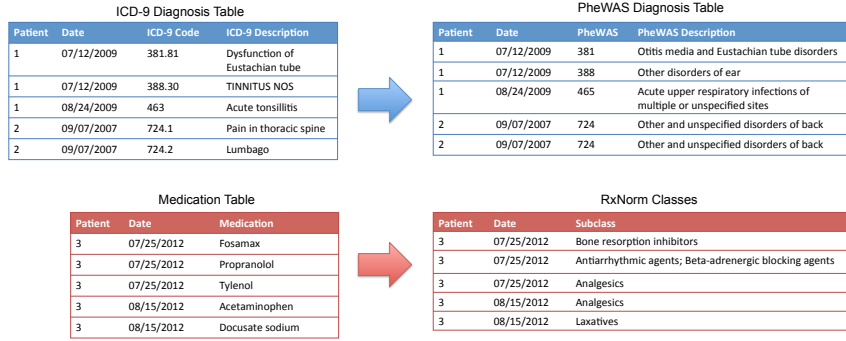 ICD-9 Diagnosis Table
Patient Date ICD-9 Code ICD-9 Description
1 07/12/2009 381.81 Dysfunction of
Eustachian tube
1 07/12/2009 388.30 TINNITUS NOS
1 08/24/2009 463 Acute tonsillitis
2 09/07/2007 724.1 Pain in thoracic spine
2 09/07/2007 724.2 Lumbago
PheWAS Diagnosis Table
Patient Date PheWAS PheWAS Description
1 07/12/2009 381 Otitis media and Eustachian tube disorders
1 07/12/2009 388 Other disorders of ear
1 08/24/2009 465 Acute upper respiratory infections of
multiple or unspecified sites
2 09/07/2007 724 Other and unspecified disorders of back
2 09/07/2007 724 Other and unspecified disorders of back
Medication Table
Patient Date Medication
3 07/25/2012 Fosamax
3 07/25/2012 Propranolol
3 07/25/2012 Tylenol
3 08/15/2012 Acetaminophen
3 08/15/2012 Docusate sodium
RxNorm Classes
Patient Date Subclass
3 07/25/2012 Bone resorption inhibitors
3 07/25/2012 Antiarrhythmic agents; Beta-adrenergic blocking agents
3 07/25/2012 Analgesics
3 08/15/2012 Analgesics
3 08/15/2012 Laxatives